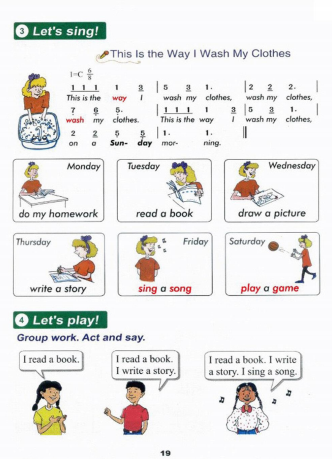 3 Let's sing!
This Is the Way I Wash My Clothes
1=C 6/8
1 1 1 1 3 | 5 3 1. | 2 2 2. |
This is the way I wash my clothes, wash my clothes,
7 6 5. | 1 1 1 1 3 | 5 3 1.
wash my clothes. This is the way I wash my clothes,
2 2 5 5 | 1. 1. ||
on a Sun- day mor- ning.
Monday
do my homework
Tuesday
read a book
Wednesday
draw a picture
Thursday
write a story
Friday
sing a song
Saturday
play a game
4 Let's play!
Group work. Act and say.
I read a book.
I read a book.
I write a story.
I read a book. I write
a story. I sing a song.
19